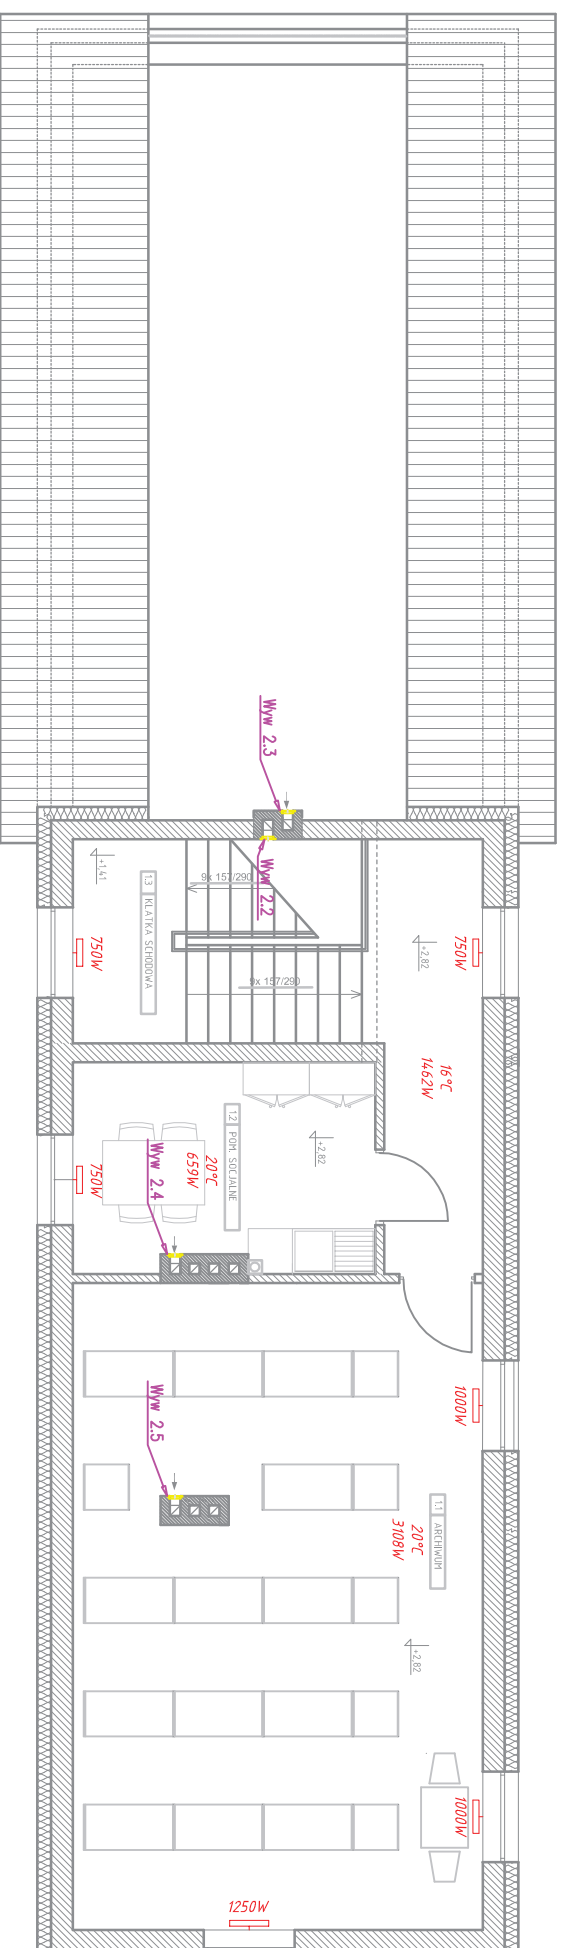 Wyw 2.3
Wyw 2.2
9x 157/290
9x 157/290
+1,41
1.3 KLATKA SCHODOWA
750W
750W
+2,82
16°C
1462W
1.2 POM. SOCJALNE
+2,82
20°C
659W
750W
Wyw 2.4
1000W
Wyw 2.5
1.1 ARCHIWUM
20°C
3108W
+2,82
1000W
1250W